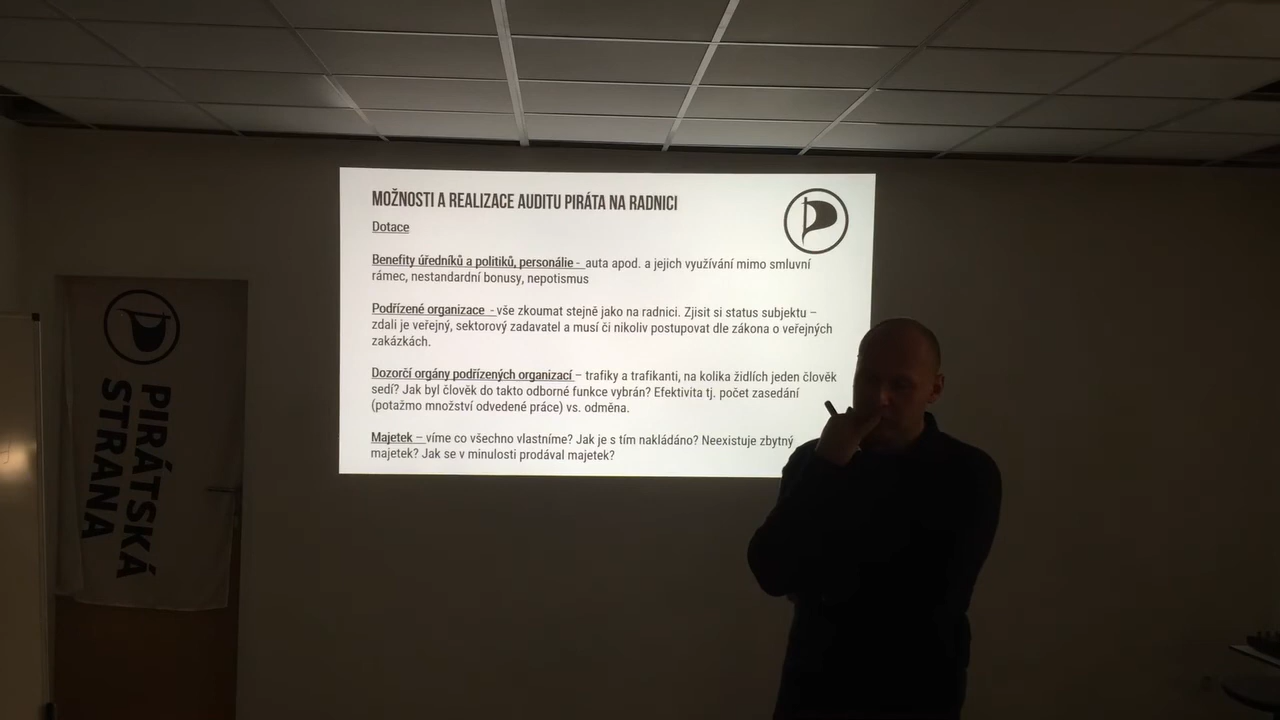 MOŽNOSTI A REALIZACE AUDITU PIRÁTA NA RADNICI
Dotace
Benefity úředníků a politiků, personálie - auta apod. a jejich využívání mimo smluvní
rámec, nestandardní bonusy, nepotismus
Podřízené organizace - vše zkoumat stejně jako na radnici. Zjisit si status subjektu –
zdali je veřejný, sektorový zadavatel a musí či nikoliv postupovat dle zákona o veřejných
zakázkách.
Dozorčí orgány podřízených organizací – trafiky a trafikanti, na kolika židlích jeden člověk
sedí? Jak byl člověk do takto odborné funkce vybrán? Efektivita tj. počet zasedání
(potažmo množství odvedené práce) vs. odměna.
Majetek – víme co všechno vlastníme? Jak je s tím nakládáno? Neexistuje zbytný
majetek? Jak se v minulosti prodával majetek?
PIRÁTSKÁ
STRANA